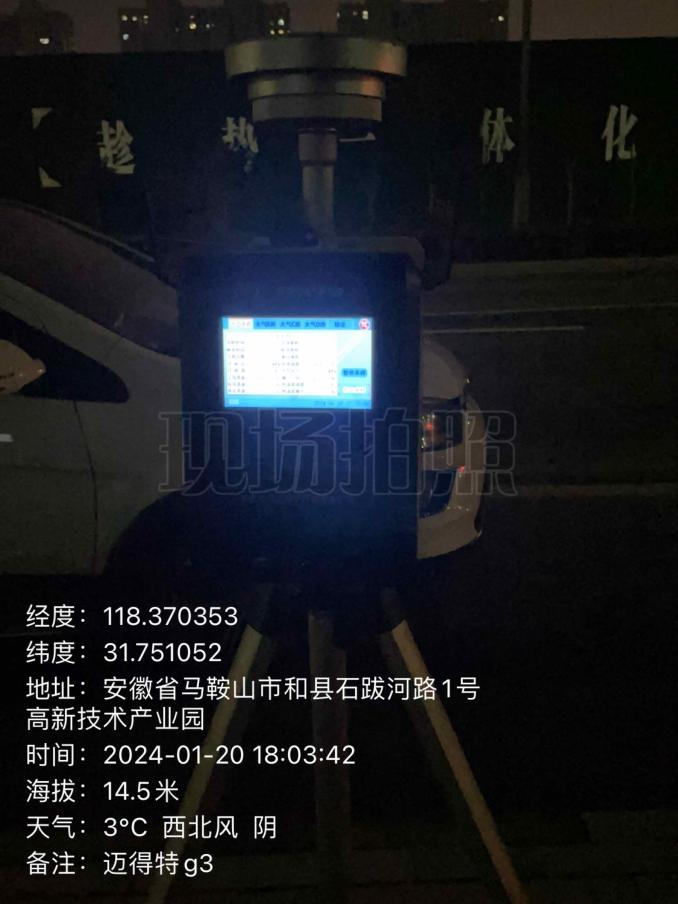 趁 热 体 化
现场拍照
经度：118.370353
纬度：31.751052
地址：安徽省马鞍山市和县石跋河路1号
高新技术产业园
时间：2024-01-20 18:03:42
海拔：14.5米
天气：3℃ 西北风 阴
备注：迈得特g3